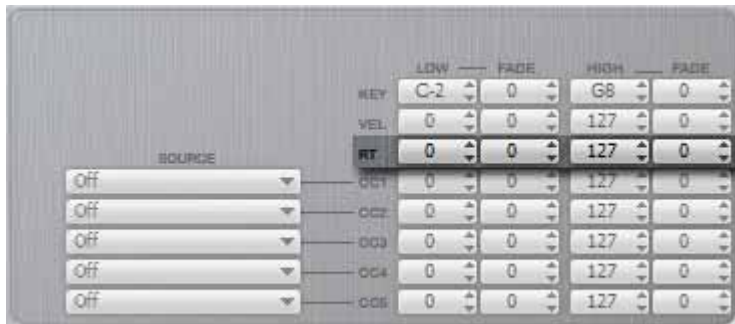 LOW FADE HIGH FADE
KEY C-2 0 G8 0
VEL 0 0 127 0
SOURCE RT 0 0 127 0
Off CC1 0 0 127 0
Off CC2 0 0 127 0
Off CC3 0 0 127 0
Off CC4 0 0 127 0
Off CC5 0 0 127 0